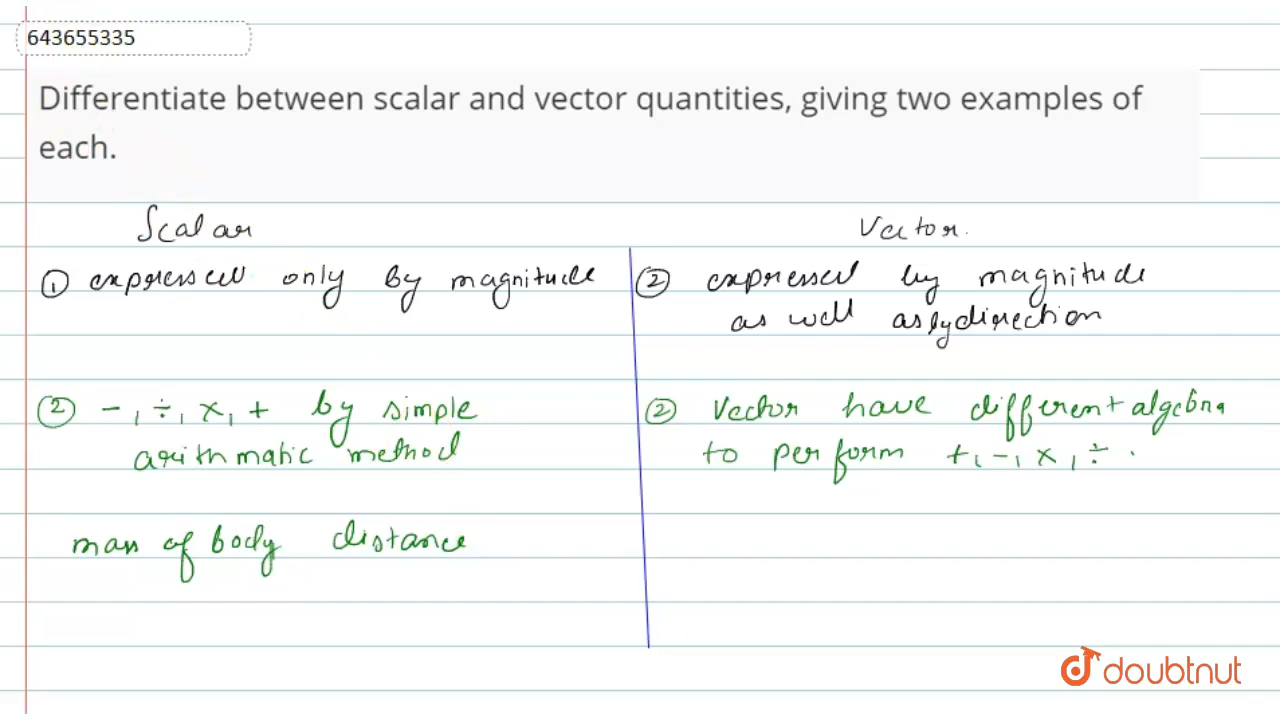 643655335
Differentiate between scalar and vector quantities, giving two examples of
each.
Scalar
Vector.
① expressed only by magnitude
② expressed by magnitude
as well as by direction
② -, ÷, ×, + by simple
arithmatic method
② Vector have different algebra
to perform +, -, ×, ÷ .
mass of body distance
doubtnut